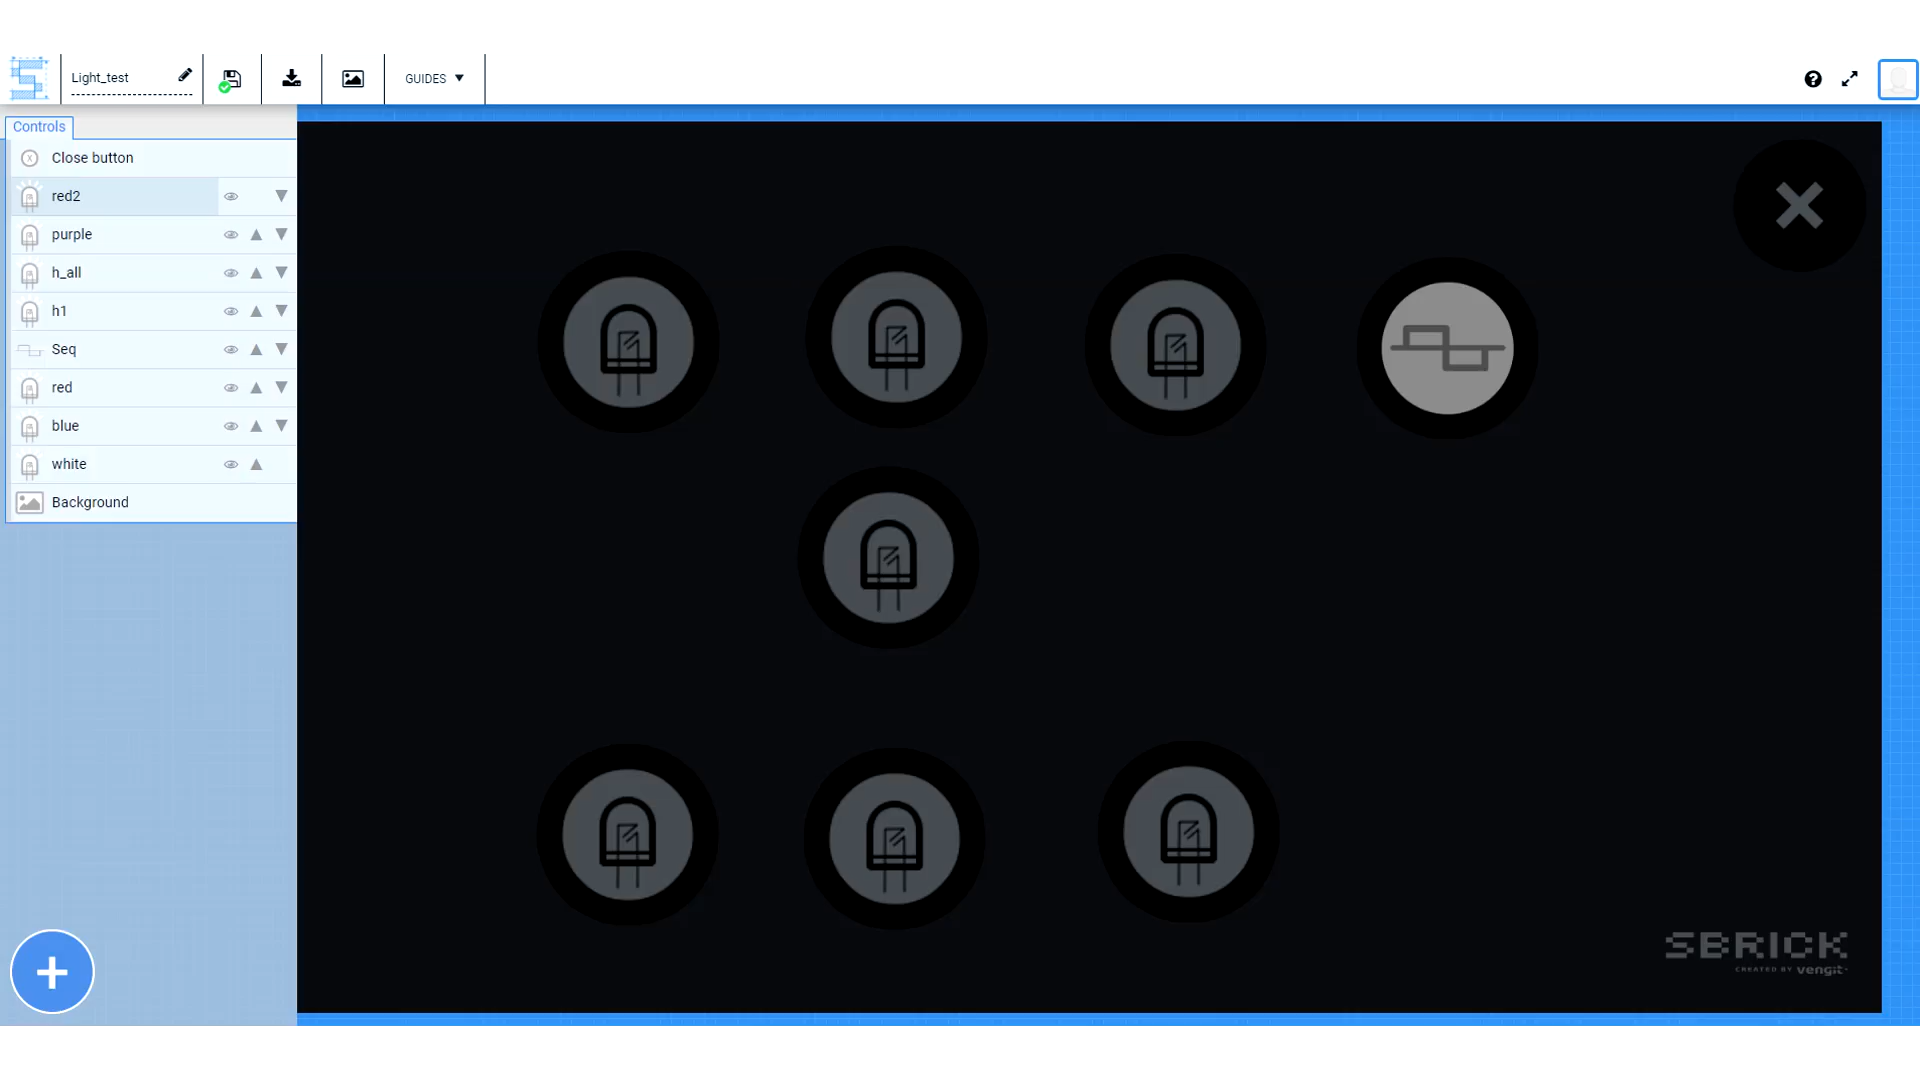 Light_test
GUIDES
Controls
Close button
red2
purple
h_all
h1
Seq
red
blue
white
Background
SBRICK
CREATED BY vengit